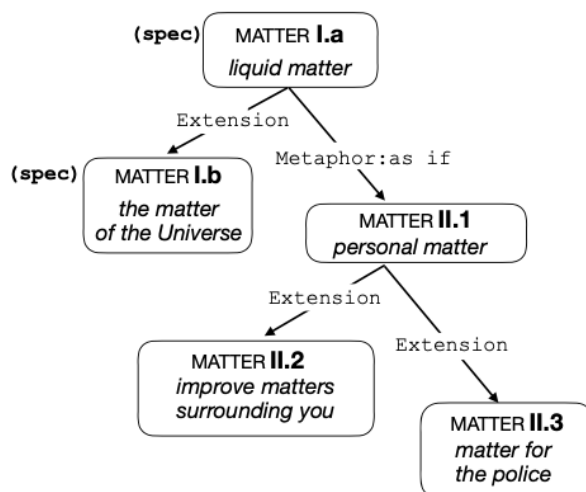 (spec)
MATTER I.a
liquid matter
Extension
Metaphor:as if
(spec)
MATTER I.b
the matter
of the Universe
MATTER II.1
personal matter
Extension
Extension
MATTER II.2
improve matters
surrounding you
MATTER II.3
matter for
the police